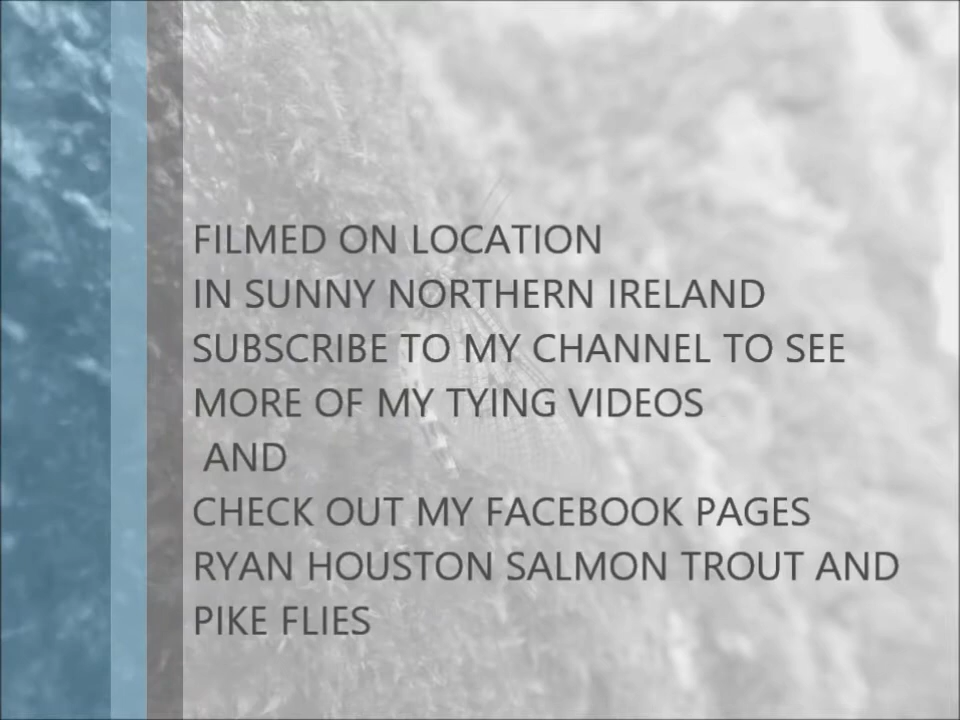 FILMED ON LOCATION
IN SUNNY NORTHERN IRELAND
SUBSCRIBE TO MY CHANNEL TO SEE
MORE OF MY TYING VIDEOS
AND
CHECK OUT MY FACEBOOK PAGES
RYAN HOUSTON SALMON TROUT AND
PIKE FLIES